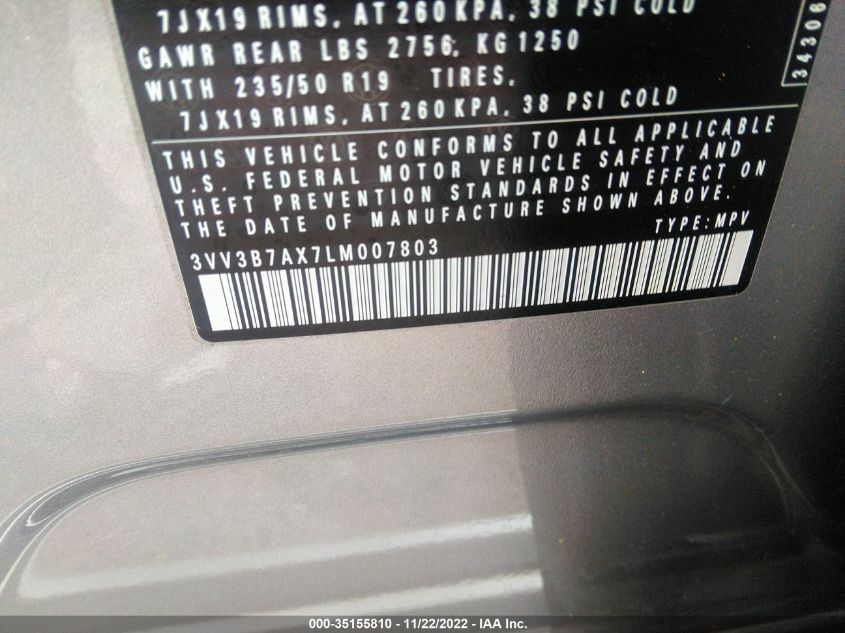 7JX19 RIMS, AT 260 KPA, 38 PSI COLD
GAWR REAR LBS 2756, KG 1250
WITH 235/50 R19 TIRES,
7JX19 RIMS, AT 260 KPA, 38 PSI COLD
THIS VEHICLE CONFORMS TO ALL APPLICABLE
U.S. FEDERAL MOTOR VEHICLE SAFETY AND
THEFT PREVENTION STANDARDS IN EFFECT ON
THE DATE OF MANUFACTURE SHOWN ABOVE.
TYPE: MPV
3VV3B7AX7LM007803
34306
000-35155810 - 11/22/2022 - IAA Inc.